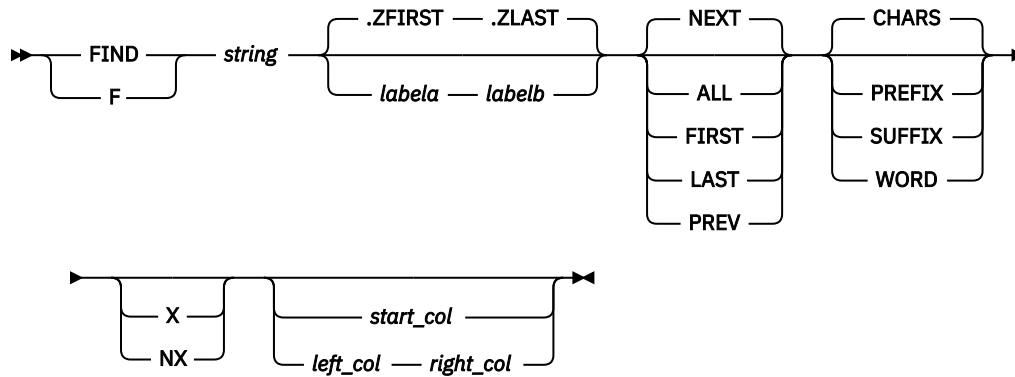 .ZFIRST .ZLAST NEXT CHARS
FIND string
F labela labelb ALL PREFIX
FIRST SUFFIX
LAST WORD
PREV
X start_col
NX left_col right_col